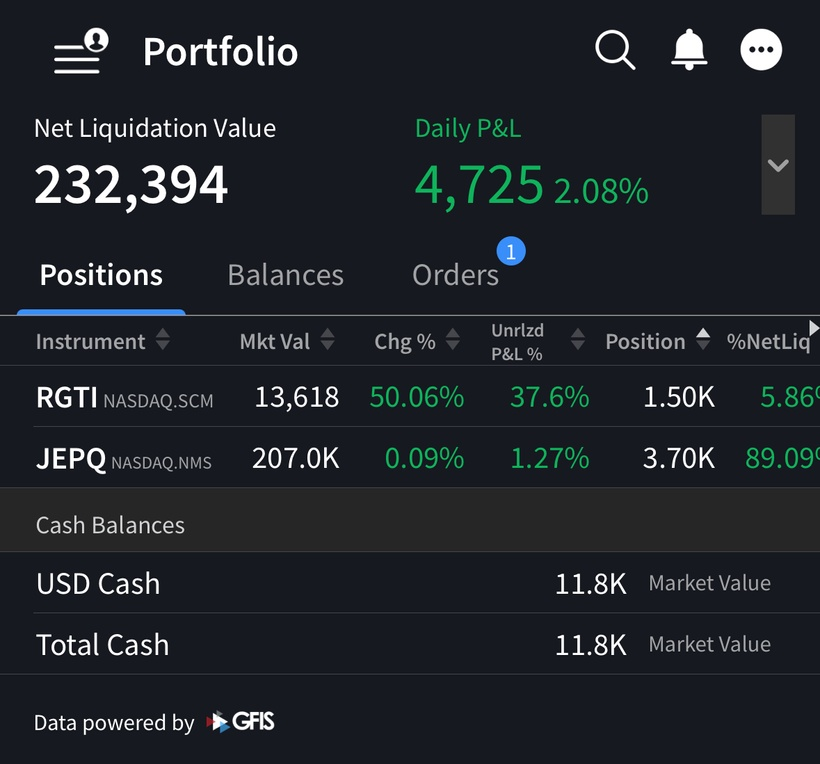 Portfolio
Net Liquidation Value Daily P&L
232,394 4,725 2.08%
Positions Balances Orders 1
Instrument Mkt Val Chg % Unrlzd P&L % Position %NetLiq
RGTI NASDAQ.SCM 13,618 50.06% 37.6% 1.50K 5.86%
JEPQ NASDAQ.NMS 207.0K 0.09% 1.27% 3.70K 89.09%
Cash Balances
USD Cash 11.8K Market Value
Total Cash 11.8K Market Value
Data powered by GFIS